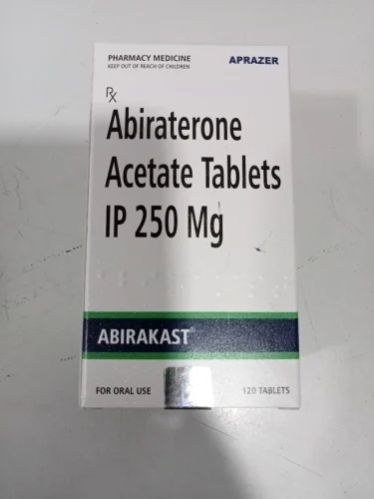 PHARMACY MEDICINE
KEEP OUT OF REACH OF CHILDREN
APRAZER
Rx
Abiraterone
Acetate Tablets
IP 250 Mg
ABIRAKAST®
FOR ORAL USE
120 TABLETS